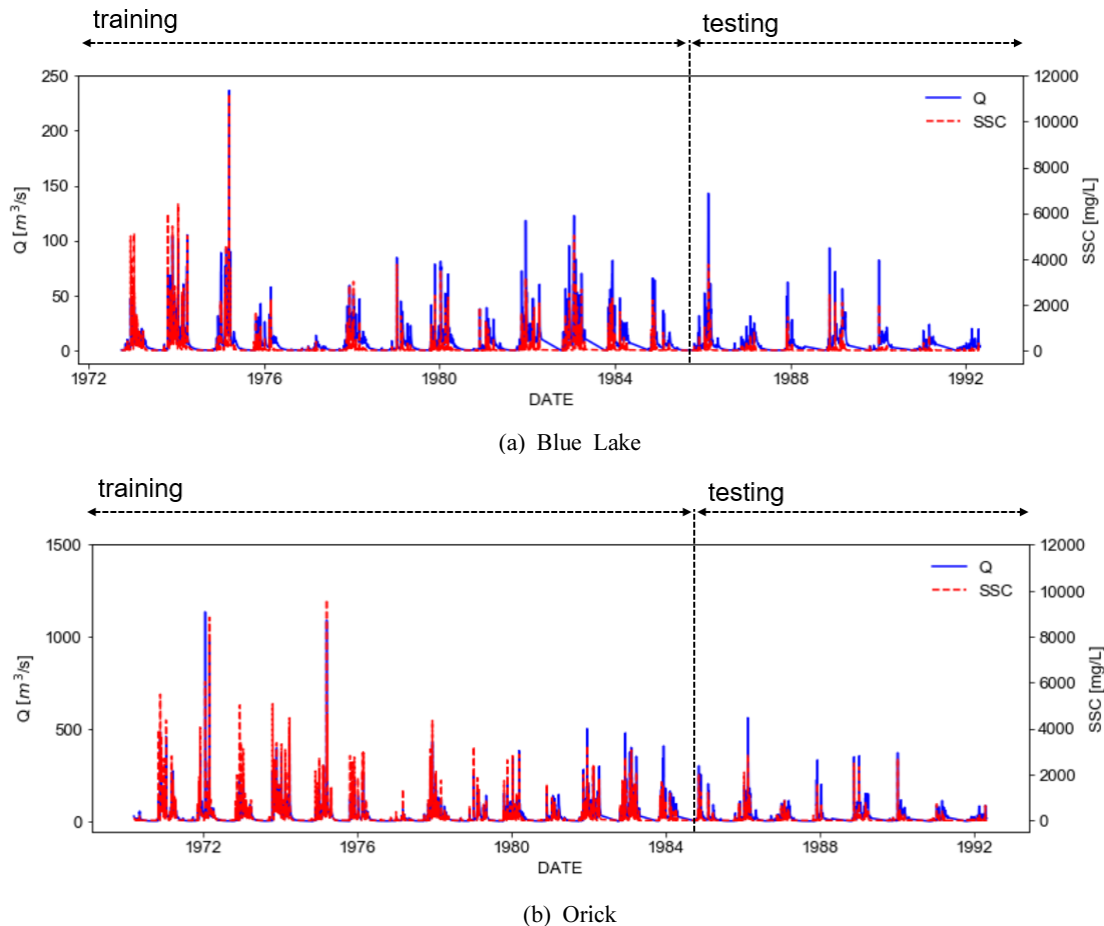 training testing
250 12000
Q
SSC
200 10000
8000
150
6000
100
4000
50
2000
0 0
Q [m³/s]
SSC [mg/L]
1972 1976 1980 1984 1988 1992
DATE
(a) Blue Lake
training testing
1500 12000
Q
SSC
10000
1000 8000
6000
500 4000
2000
0 0
Q [m³/s]
SSC [mg/L]
1972 1976 1980 1984 1988 1992
DATE
(b) Orick